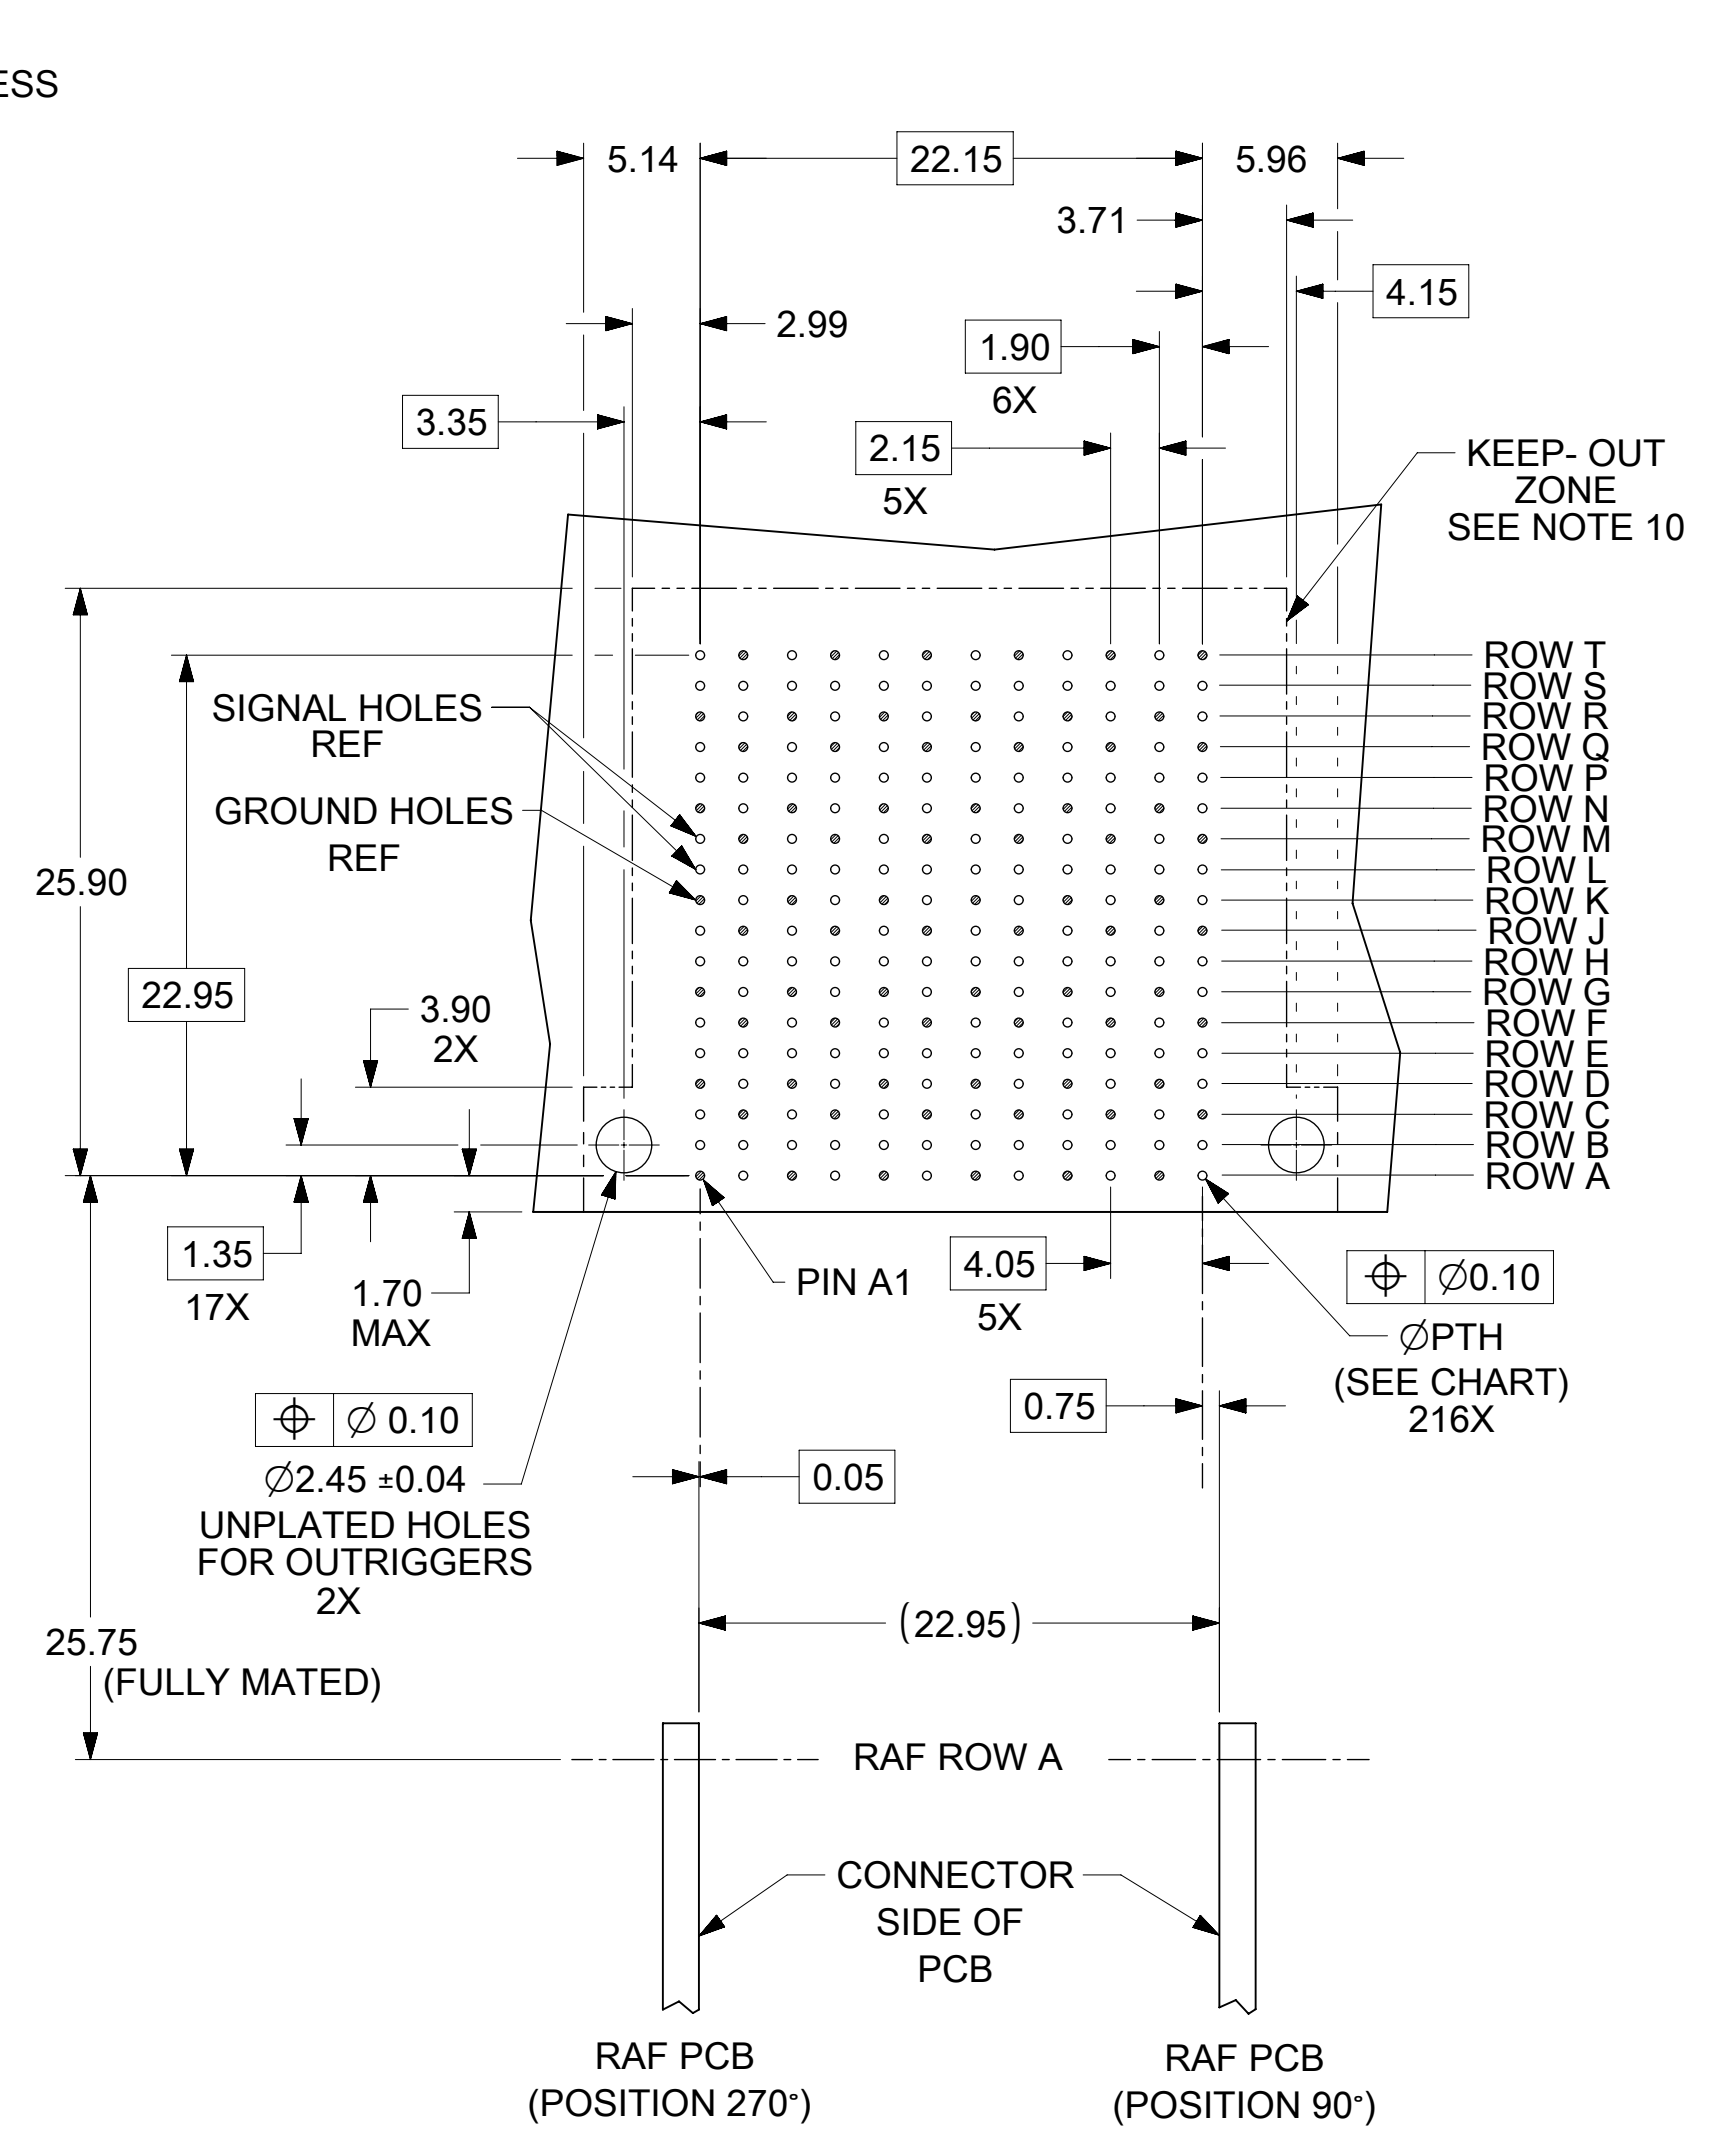 ESS
5.14
22.15
5.96
3.71
4.15
2.99
1.90
6X
3.35
2.15
5X
KEEP- OUT
ZONE
SEE NOTE 10
ROW T
ROW S
SIGNAL HOLES
REF
ROW R
ROW Q
ROW P
GROUND HOLES
REF
ROW N
ROW M
ROW L
25.90
ROW K
ROW J
ROW H
22.95
ROW G
3.90
2X
ROW F
ROW E
ROW D
ROW C
ROW B
ROW A
1.35
17X
1.70
MAX
PIN A1
4.05
5X
⌖ ∅0.10
∅PTH
(SEE CHART)
216X
0.75
⌖ ∅ 0.10
∅2.45 ±0.04
UNPLATED HOLES
FOR OUTRIGGERS
2X
0.05
(22.95)
25.75
(FULLY MATED)
RAF ROW A
CONNECTOR
SIDE OF
PCB
RAF PCB
(POSITION 270°)
RAF PCB
(POSITION 90°)